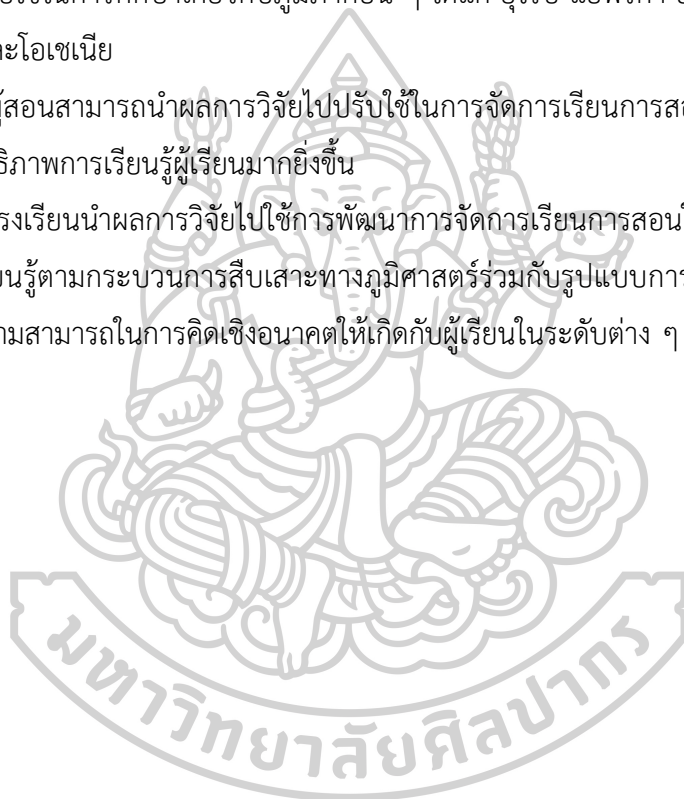 ะโอเชเนีย
ผู้สอนสามารถนำผลการวิจัยไปปรับใช้ในการจัดการเรียนการสอ
ธิภาพการเรียนรู้ผู้เรียนมากยิ่งขึ้น
รงเรียนนำผลการวิจัยไปใช้การพัฒนาการจัดการเรียนการสอนใ
ยนรู้ตามกระบวนการสืบเสาะทางภูมิศาสตร์ร่วมกับรูปแบบการ
ามสามารถในการคิดเชิงอนาคตให้เกิดกับผู้เรียนในระดับต่าง ๆ
มหาวิทยาลัยศิลปากร